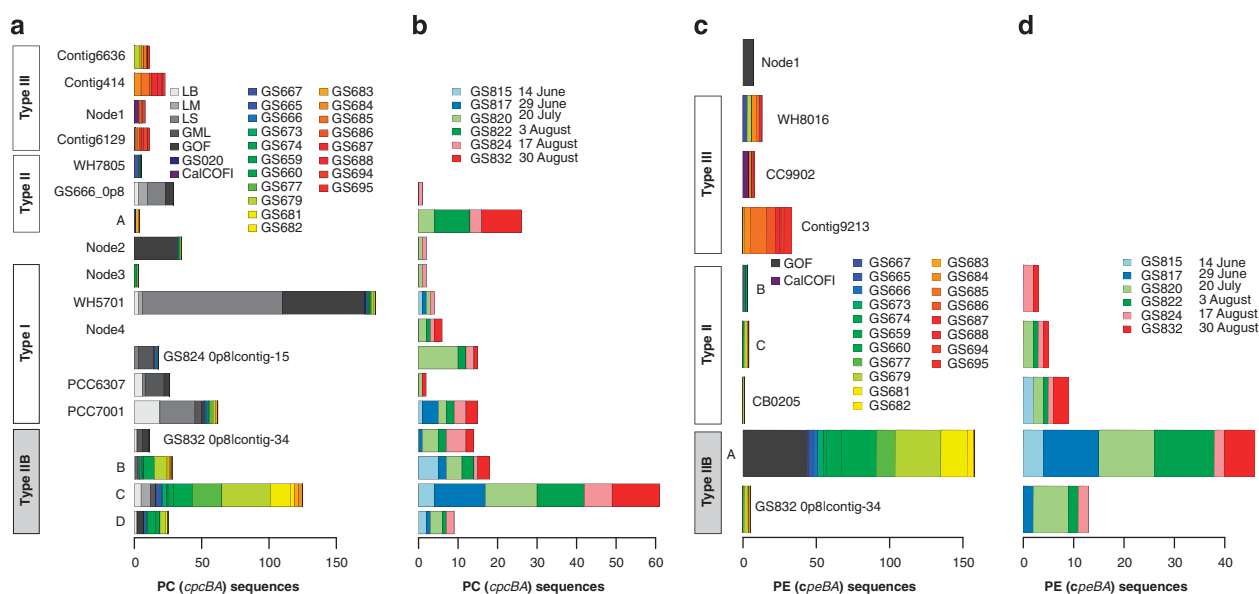 a
b
c
d
Type III
Type II
Type I
Type IIB
Contig6636
Contig414
Node1
Contig6129
WH7805
GS666_0p8
A
Node2
Node3
WH5701
Node4
GS824 0p8|contig-15
PCC6307
PCC7001
GS832 0p8|contig-34
B
C
D
LB
LM
LS
GML
GOF
GS020
CalCOFI
GS667
GS665
GS666
GS673
GS674
GS659
GS660
GS677
GS679
GS681
GS682
GS683
GS684
GS685
GS686
GS687
GS688
GS694
GS695
0 50 100 150
PC (cpcBA) sequences
GS815 14 June
GS817 29 June
GS820 20 July
GS822 3 August
GS824 17 August
GS832 30 August
0 10 20 30 40 50 60
PC (cpcBA) sequences
Type III
Type II
Type IIB
Node1
WH8016
CC9902
Contig9213
B
C
CB0205
A
GS832 0p8|contig-34
GOF
CalCOFI
GS667
GS665
GS666
GS673
GS674
GS659
GS660
GS677
GS679
GS681
GS682
GS683
GS684
GS685
GS686
GS687
GS688
GS694
GS695
0 50 100 150
PE (cpeBA) sequences
GS815 14 June
GS817 29 June
GS820 20 July
GS822 3 August
GS824 17 August
GS832 30 August
0 10 20 30 40
PE (cpeBA) sequences